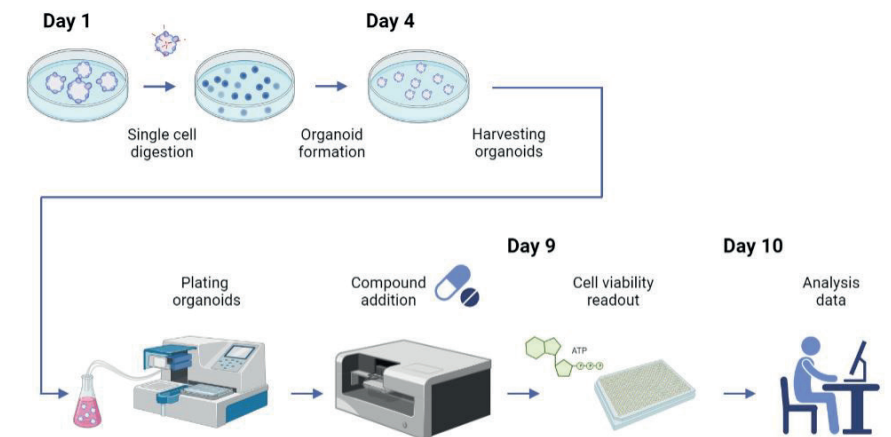 Day 1
Day 4
Single cell
digestion
Organoid
formation
Harvesting
organoids
Day 9
Day 10
Plating
organoids
Compound
addition
Cell viability
readout
Analysis
data
ATP
P P P